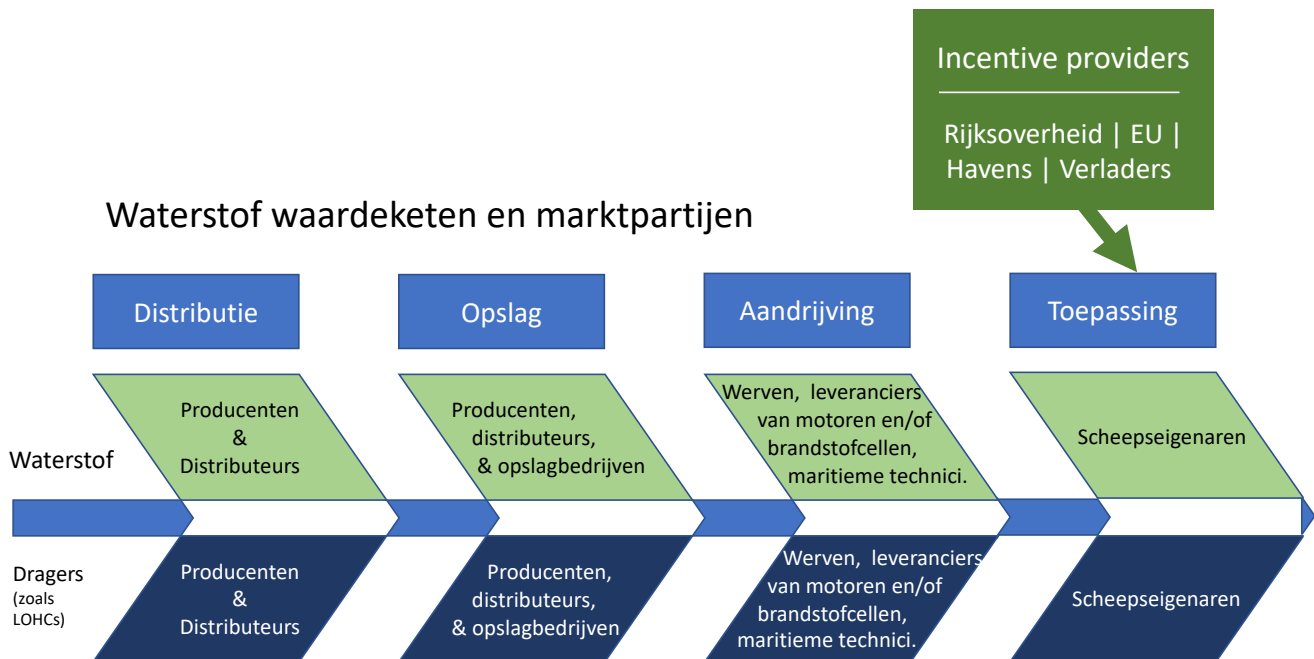 Incentive providers
Rijksoverheid | EU |
Havens | Verladers
Waterstof waardeketen en marktpartijen
Distributie
Opslag
Aandrijving
Toepassing
Waterstof
Producenten
&
Distributeurs
Producenten,
distributeurs,
& opslagbedrijven
Werven, leveranciers
van motoren en/of
brandstofcellen,
maritieme technici.
Scheepseigenaren
Dragers
(zoals
LOHCs)
Producenten
&
Distributeurs
Producenten,
distributeurs,
& opslagbedrijven
Werven, leveranciers
van motoren en/of
brandstofcellen,
maritieme technici.
Scheepseigenaren